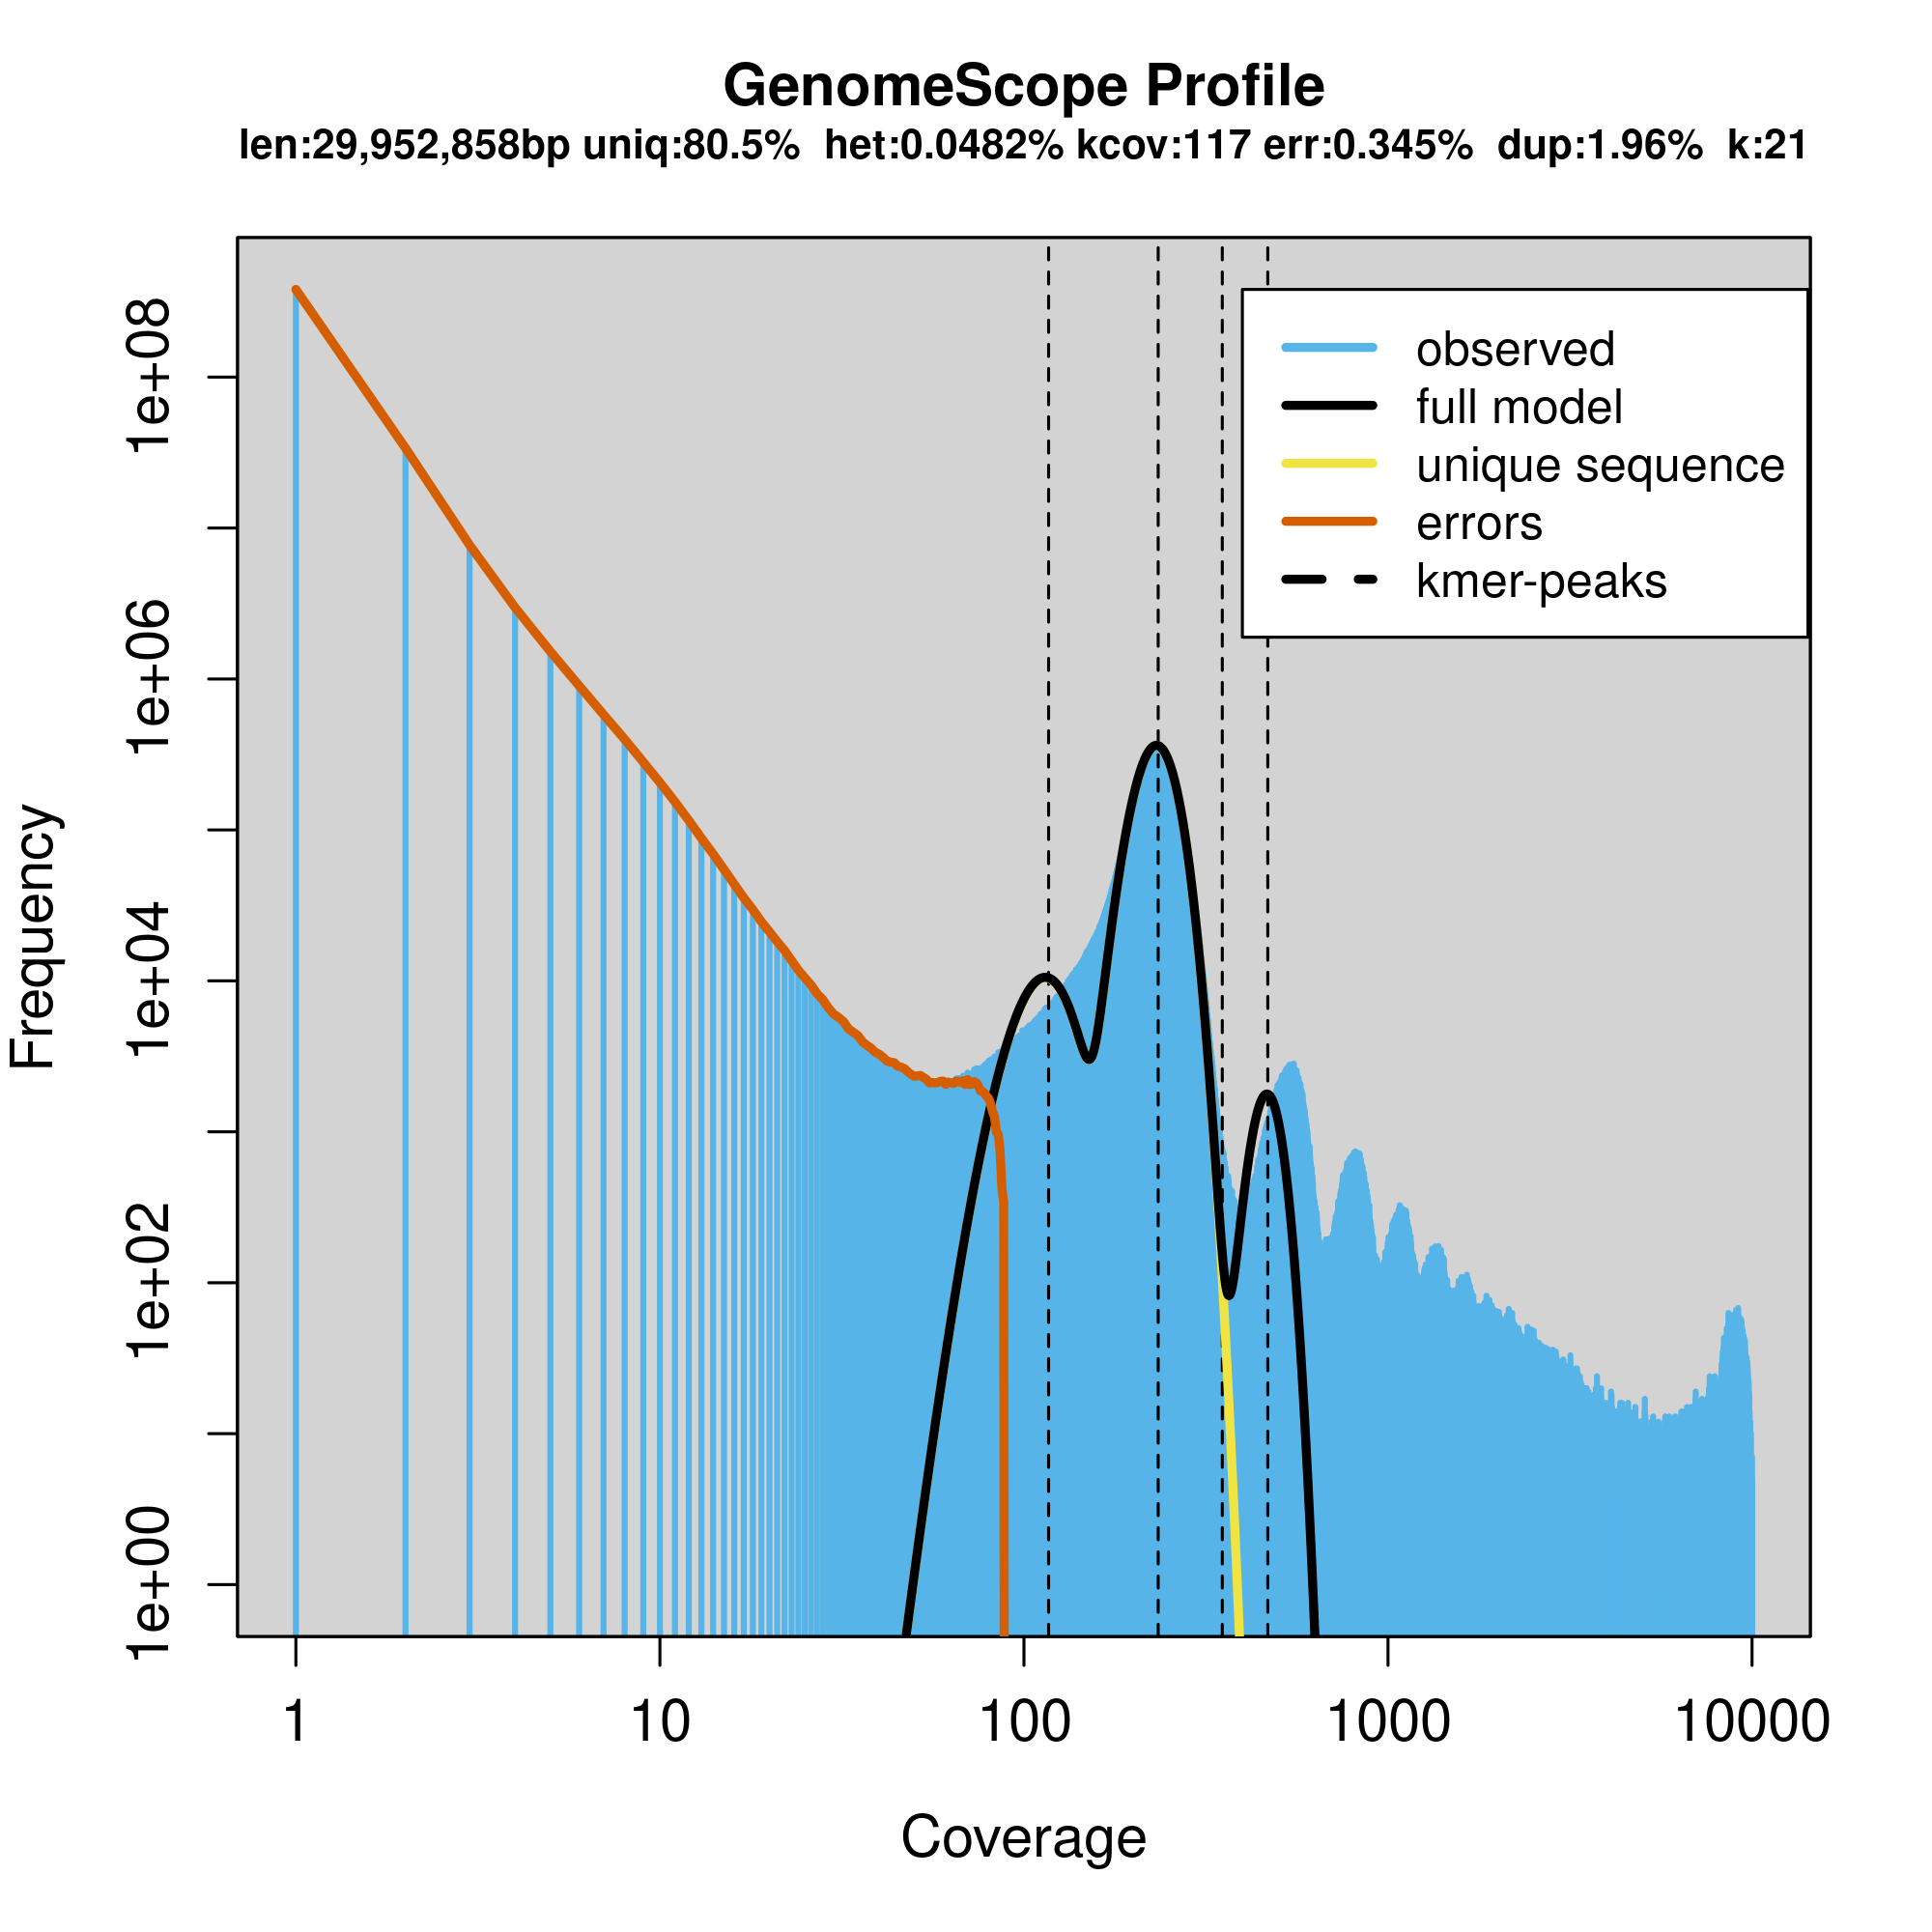 GenomeScope Profile
len:29,952,858bp uniq:80.5% het:0.0482% kcov:117 err:0.345% dup:1.96% k:21
observed
full model
unique sequence
errors
kmer-peaks
Frequency
1e+08
1e+06
1e+04
1e+02
1e+00
1 10 100 1000 10000
Coverage